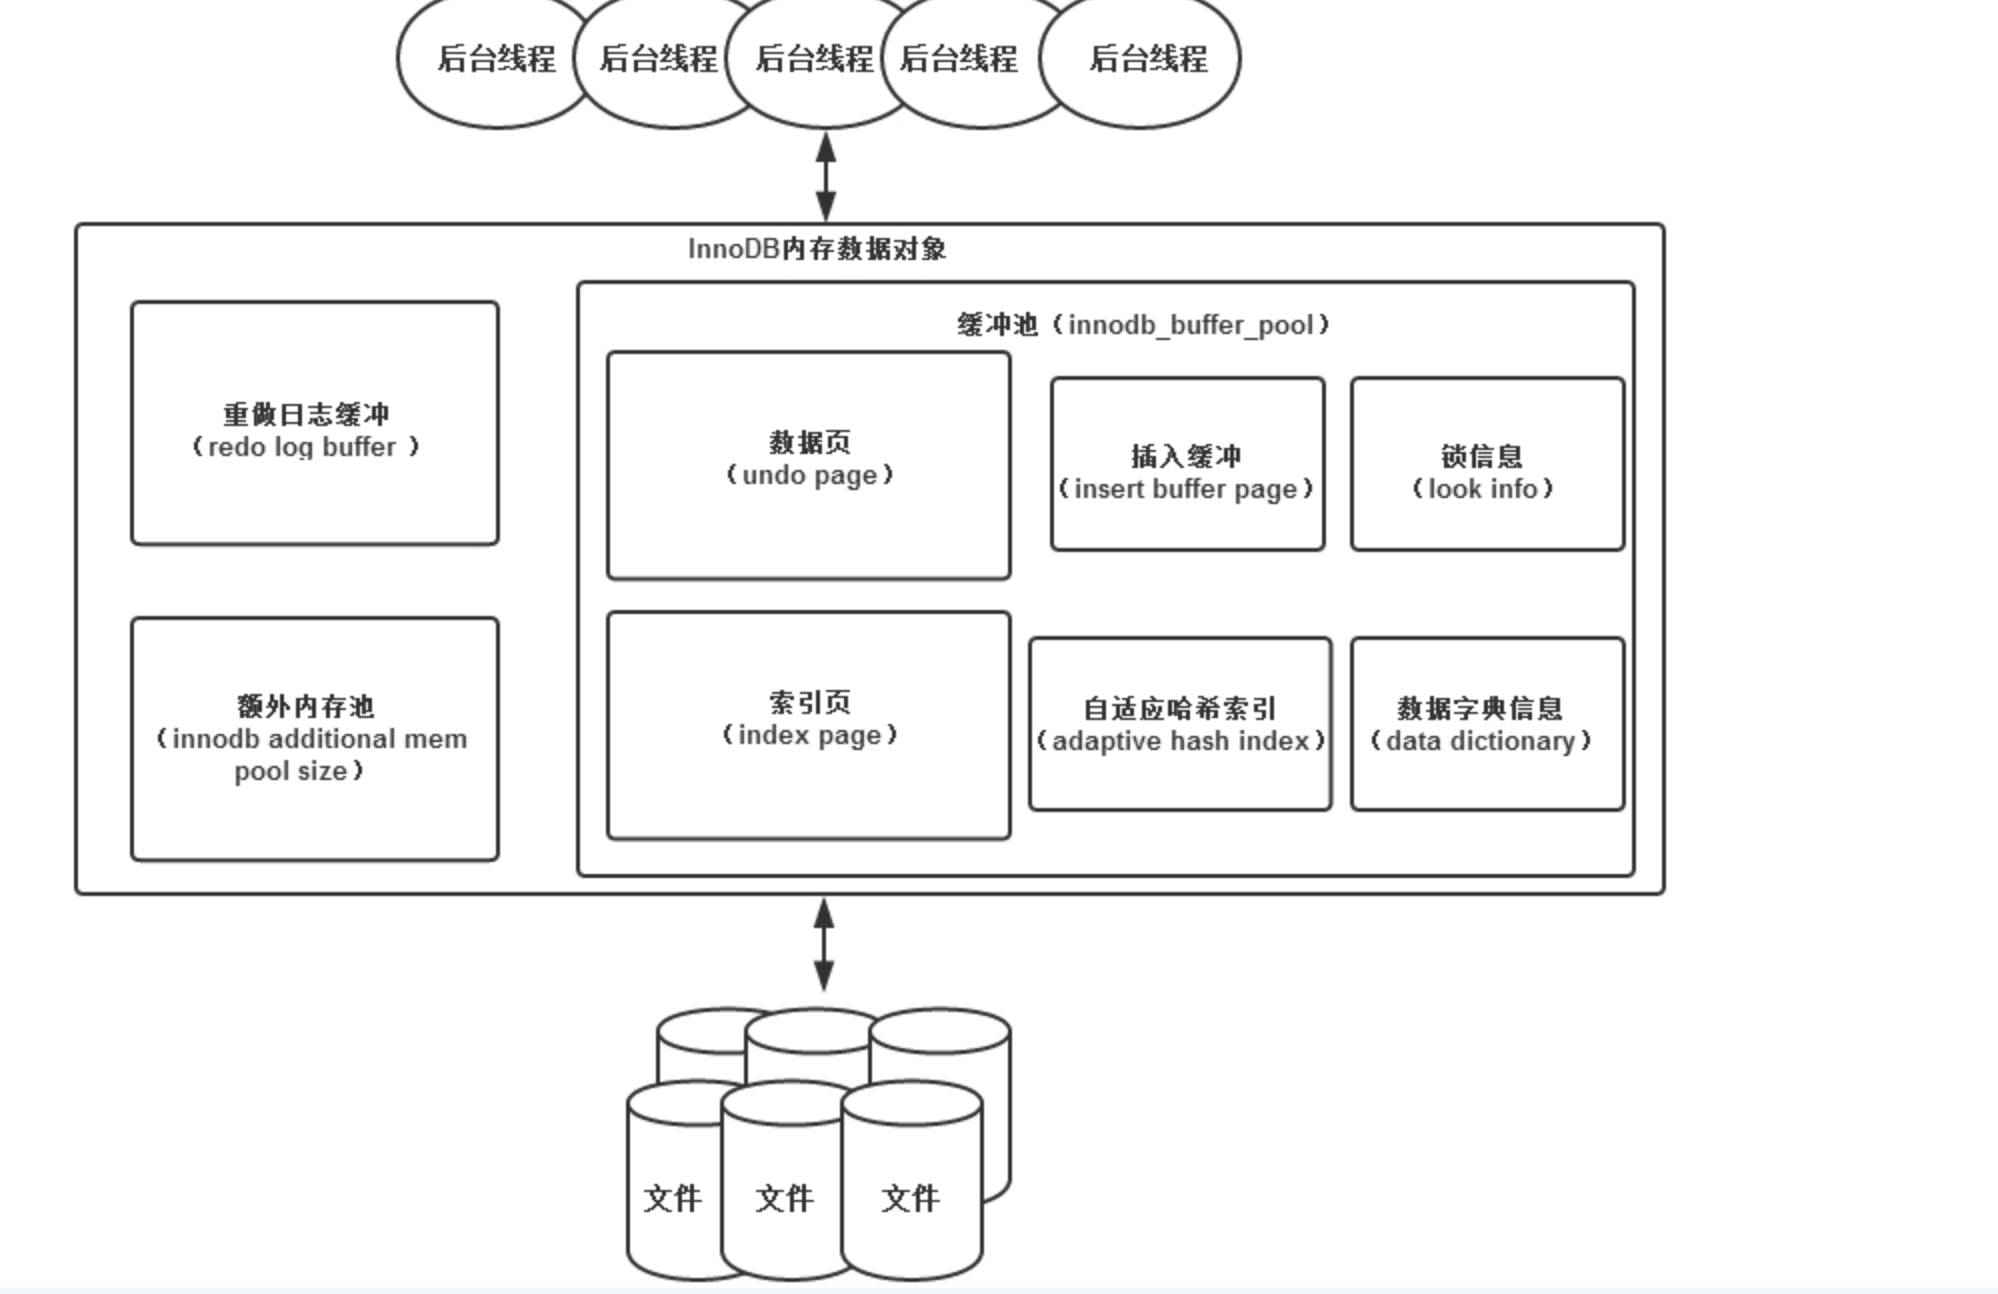 后台线程 后台线程 后台线程 后台线程 后台线程
InnoDB内存数据对象
缓冲池（innodb_buffer_pool）
重做日志缓冲
（redo log buffer ）
数据页
（undo page）
插入缓冲
（insert buffer page）
锁信息
（look info）
额外内存池
（innodb additional mem
pool size）
索引页
（index page）
自适应哈希索引
（adaptive hash index）
数据字典信息
（data dictionary）
文件 文件 文件